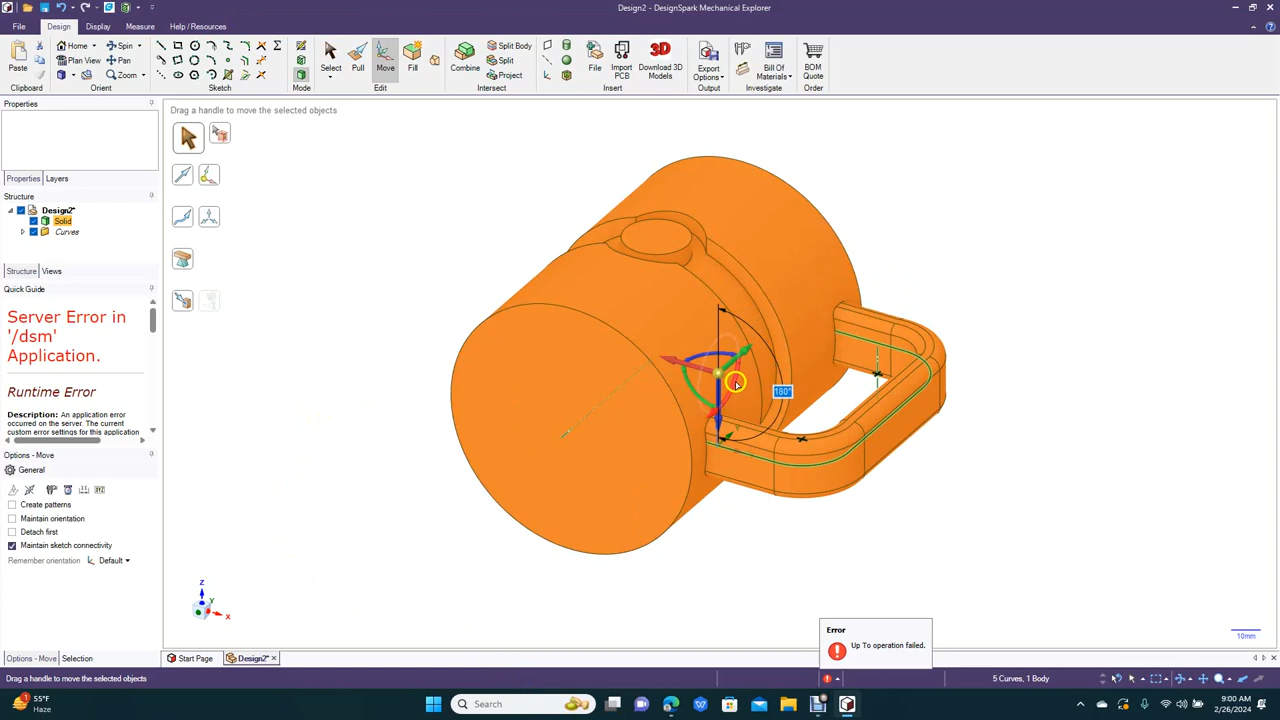 Design2 - DesignSpark Mechanical Explorer
File Design Display Measure Help / Resources
Home Spin Split Body
Plan View Pan Split
Zoom Project
Paste Select Pull Move Fill Combine File Import PCB Download 3D Models Export Options Bill Of Materials BOM Quote
3D
Clipboard Orient Sketch Mode Edit Intersect Insert Output Investigate Order
Properties
Drag a handle to move the selected objects
Properties Layers
Structure
Design2*
Solid
Curves
Structure Views
Quick Guide
Server Error in
'/dsm'
Application.
Runtime Error
Description: An application error
occurred on the server. The current
custom error settings for this application
Options - Move
General
Create patterns
Maintain orientation
Detach first
Maintain sketch connectivity
Remember orientation Default
180°
Z
Y
X
10mm
Error
Up To operation failed.
Options - Move Selection
Start Page Design2*
Drag a handle to move the selected objects
5 Curves, 1 Body
55°F
Haze
Search
9:00 AM
2/26/2024